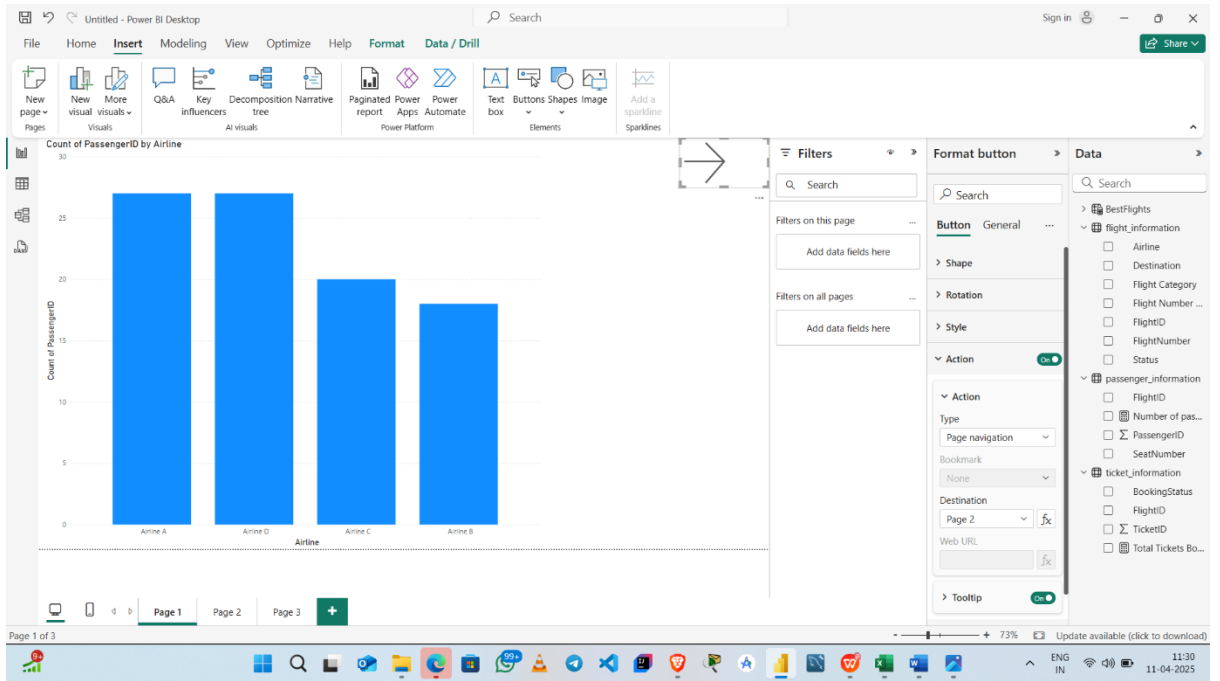 Untitled - Power BI Desktop
Search
Sign in
File Home Insert Modeling View Optimize Help Format Data / Drill
Share
New page
New visual
More visuals
Q&A
Key influencers
Decomposition tree
Narrative
Paginated report
Power Apps
Power Automate
Text box
Buttons
Shapes
Image
Add a sparkline
Pages
Visuals
AI visuals
Power Platform
Elements
Sparklines
Count of PassengerID by Airline
30
25
20
15
10
5
0
Count of PassengerID
Airline A
Airline D
Airline C
Airline B
Airline
...
Filters
Search
Filters on this page
...
Add data fields here
Filters on all pages
...
Add data fields here
Format button
Search
Button General ...
Shape
Rotation
Style
Action On
Action
Type
Page navigation
Bookmark
None
Destination
Page 2 fx
Web URL
fx
Tooltip On
Data
Search
BestFlights
flight_information
Airline
Destination
Flight Category
Flight Number ...
FlightID
FlightNumber
Status
passenger_information
FlightID
Number of pas...
Σ PassengerID
SeatNumber
ticket_information
BookingStatus
FlightID
Σ TicketID
Total Tickets Bo...
Page 1 Page 2 Page 3 +
Page 1 of 3
- + 73%
Update available (click to download)
9+
99+
ENG
IN
11:30
11-04-2025